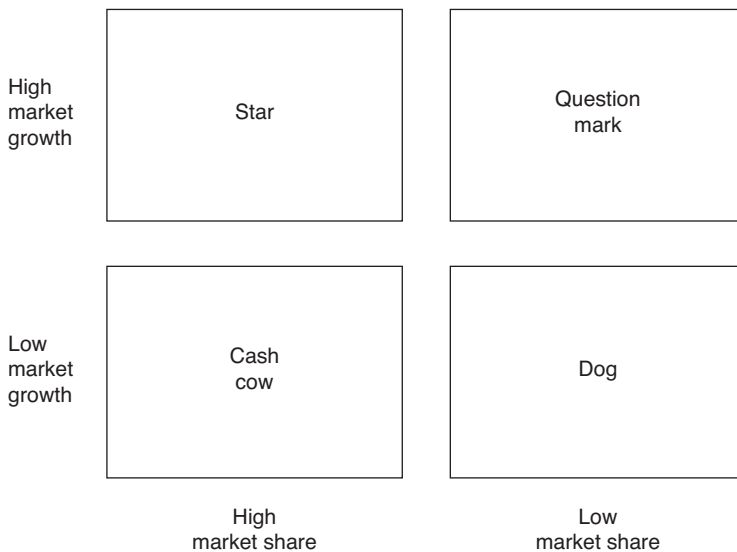 High
market
growth
Star
Question
mark
Low
market
growth
Cash
cow
Dog
High
market share
Low
market share